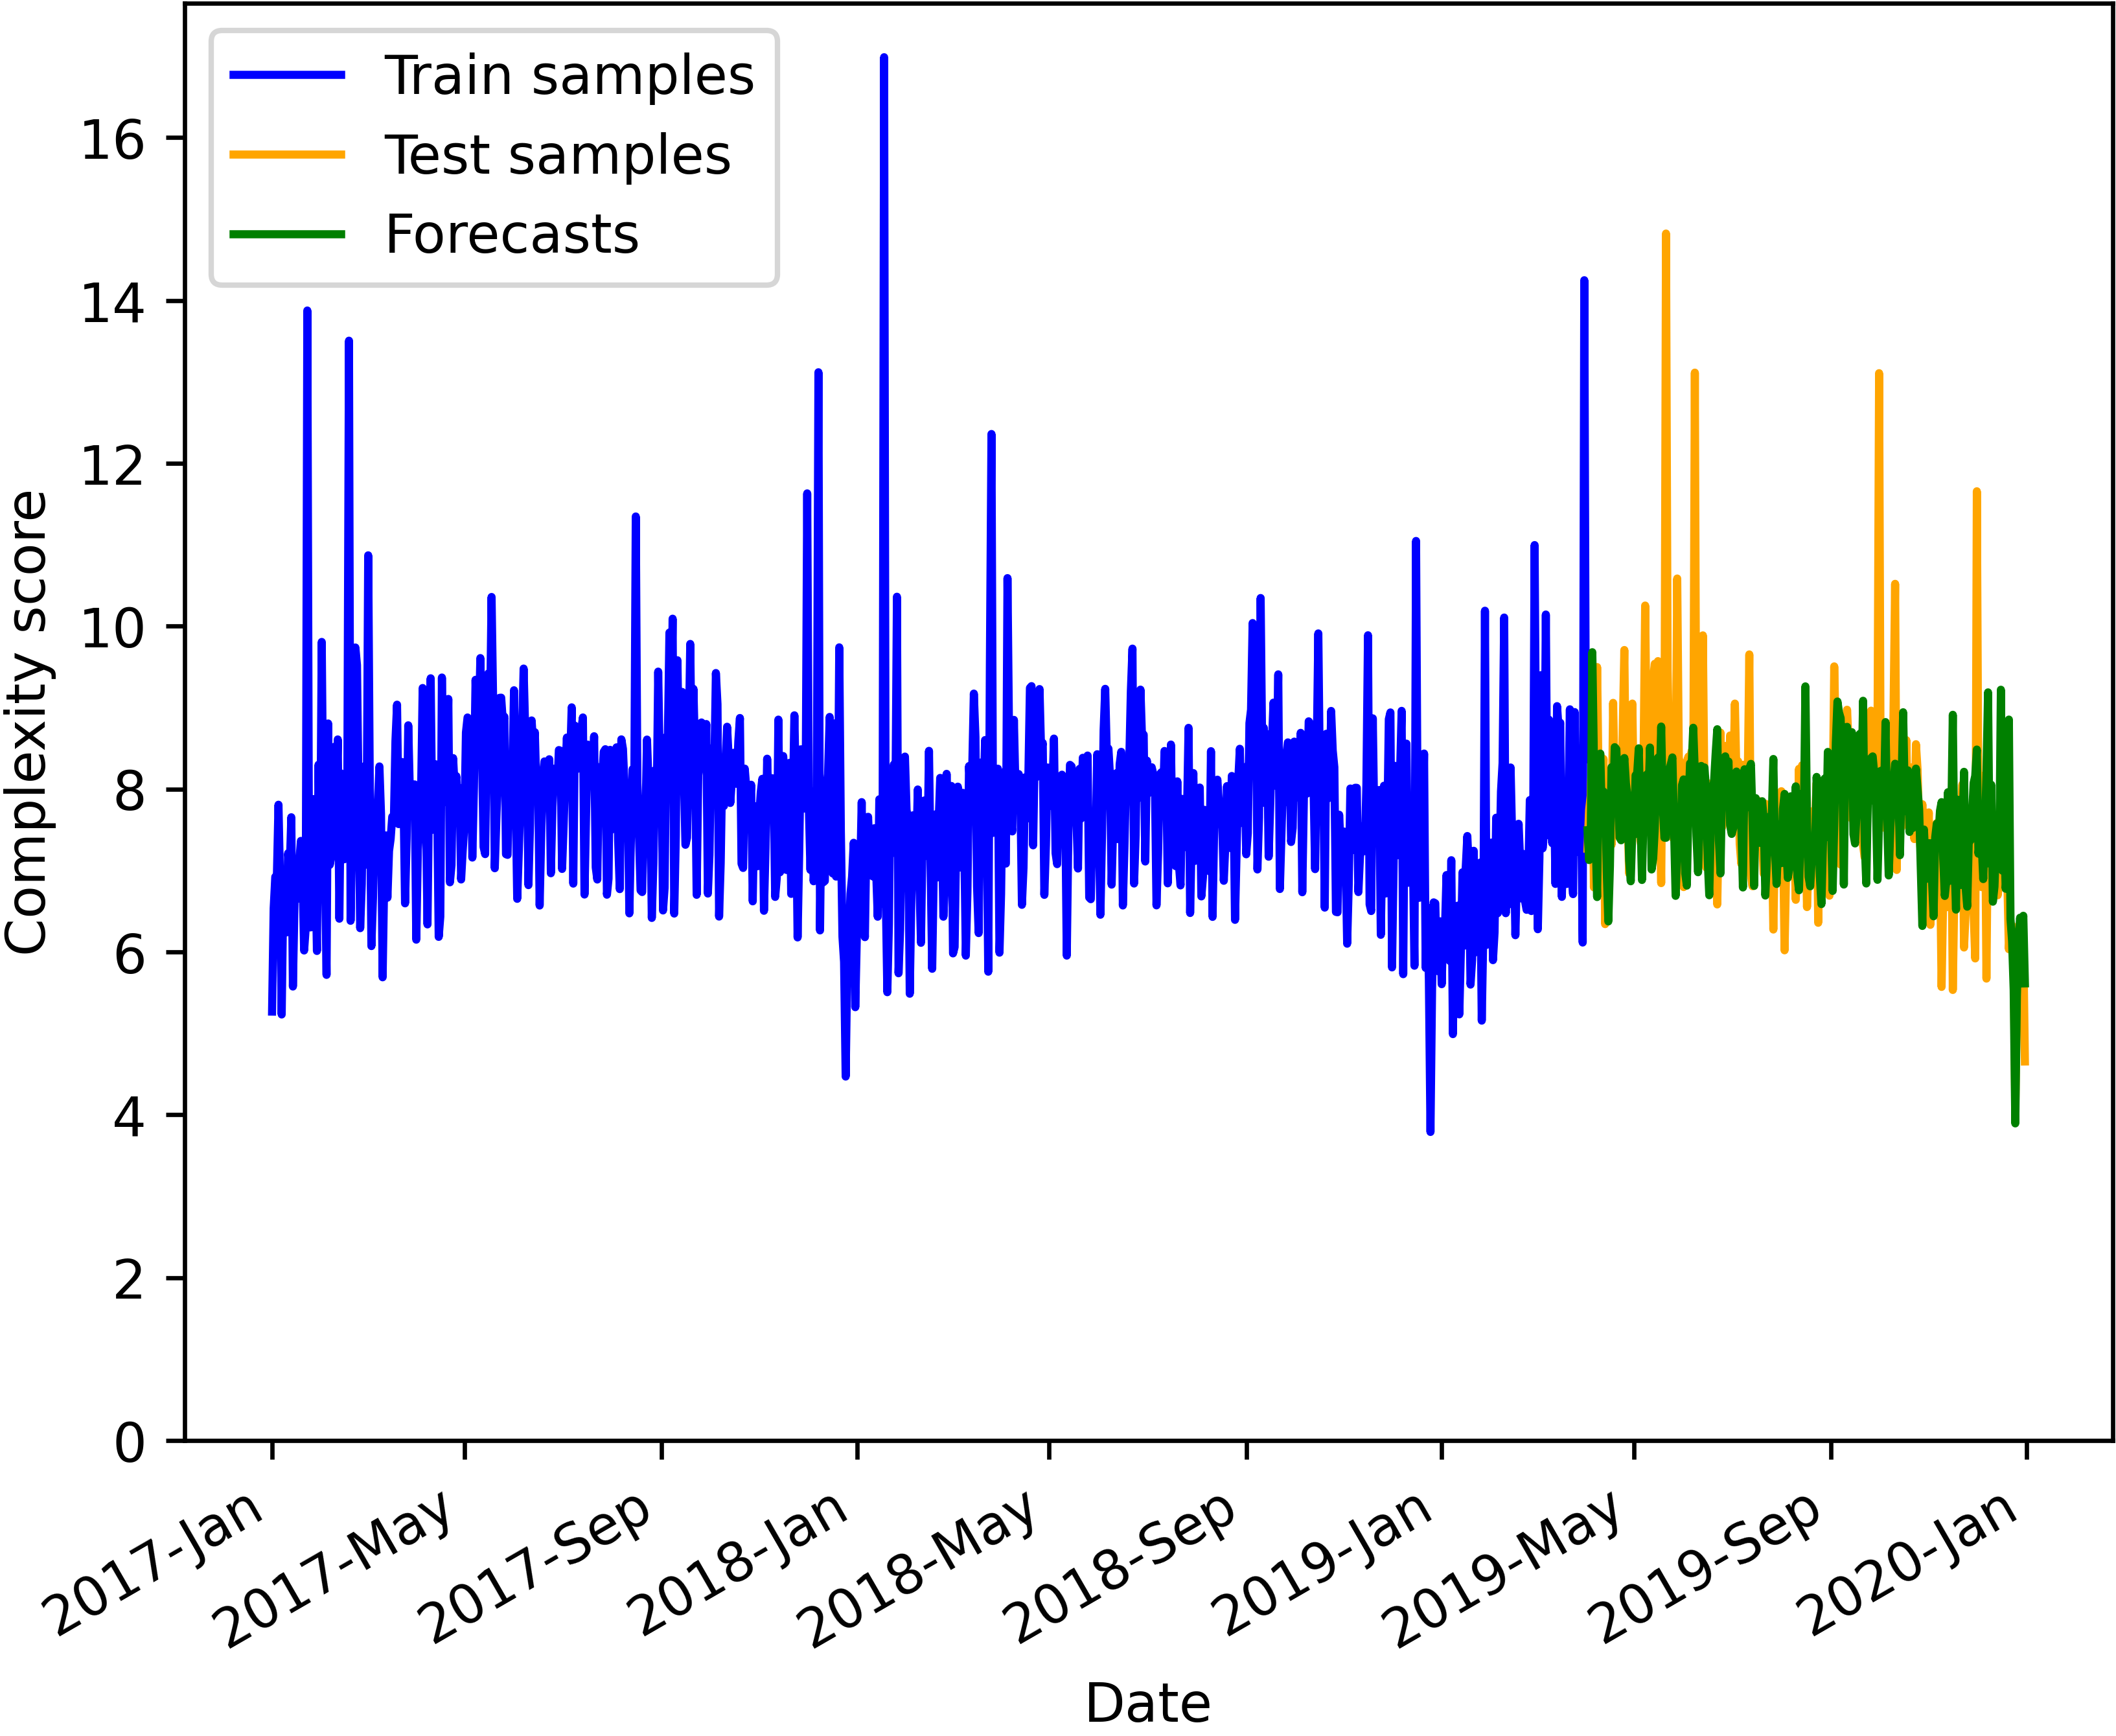 Train samples
Test samples
Forecasts
16
14
12
10
8
6
4
2
0
Complexity score
2017-Jan
2017-May
2017-Sep
2018-Jan
2018-May
2018-Sep
2019-Jan
2019-May
2019-Sep
2020-Jan
Date